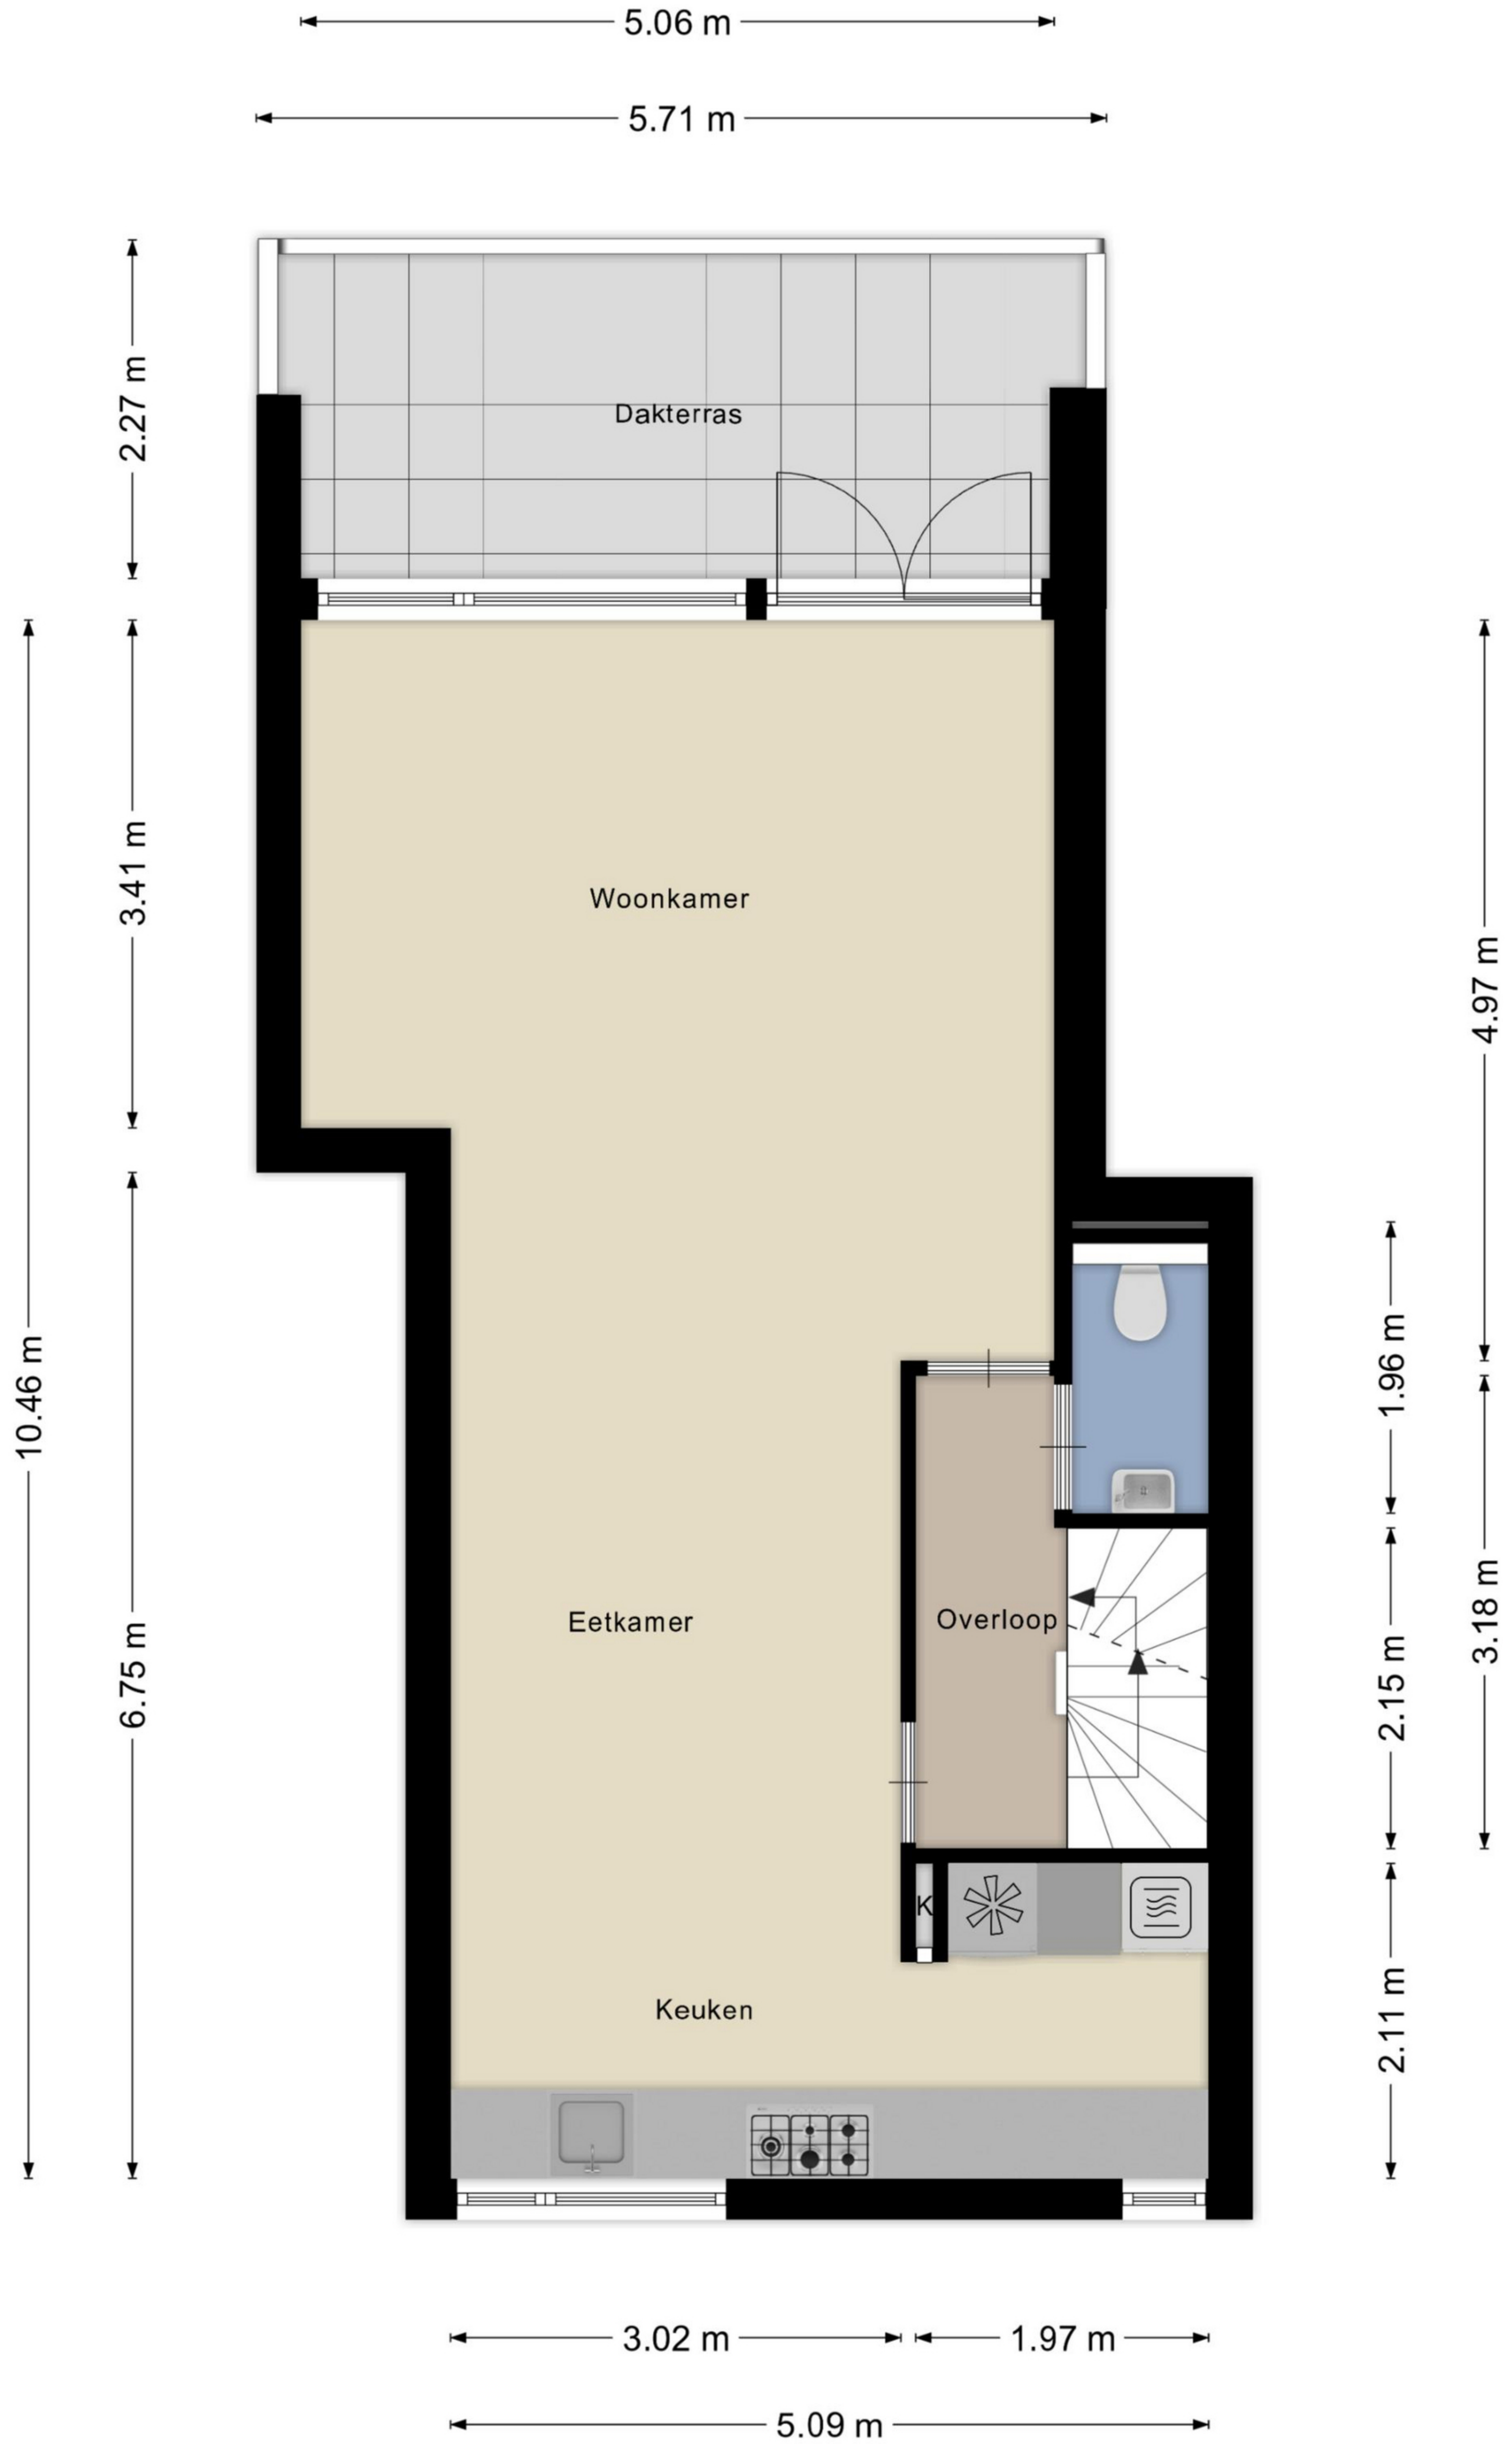 5.06 m
5.71 m
2.27 m
Dakterras
3.41 m
Woonkamer
4.97 m
10.46 m
1.96 m
6.75 m
Eetkamer
Overloop
2.15 m
3.18 m
K
Keuken
2.11 m
3.02 m
1.97 m
5.09 m